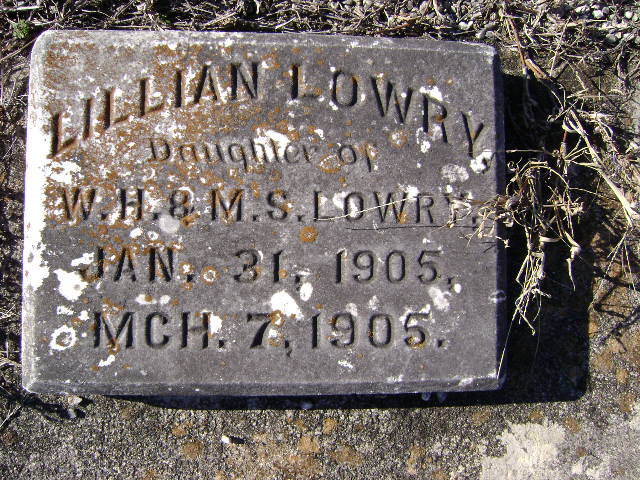 LILLIAN LOWRY
Daughter of
W. H. & M. S. LOWRY,
JAN. 31, 1905,
MCH. 7, 1905.